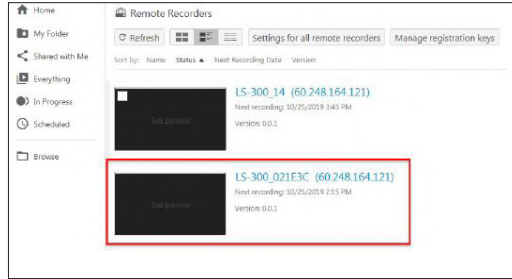 Home
My Folder
Shared with Me
Everything
In Progress
Scheduled
Browse
Remote Recorders
Refresh Settings for all remote recorders Manage registration keys
Sort by: Name Status ▲ Next Recording Date Version
LS-300_14 (60.248.164.121)
Next recording: 10/25/2019 3:45 PM
Version: 0.0.1
LS-300_021E3C (60.248.164.121)
Next recording: 10/25/2019 2:15 PM
Version: 0.0.1